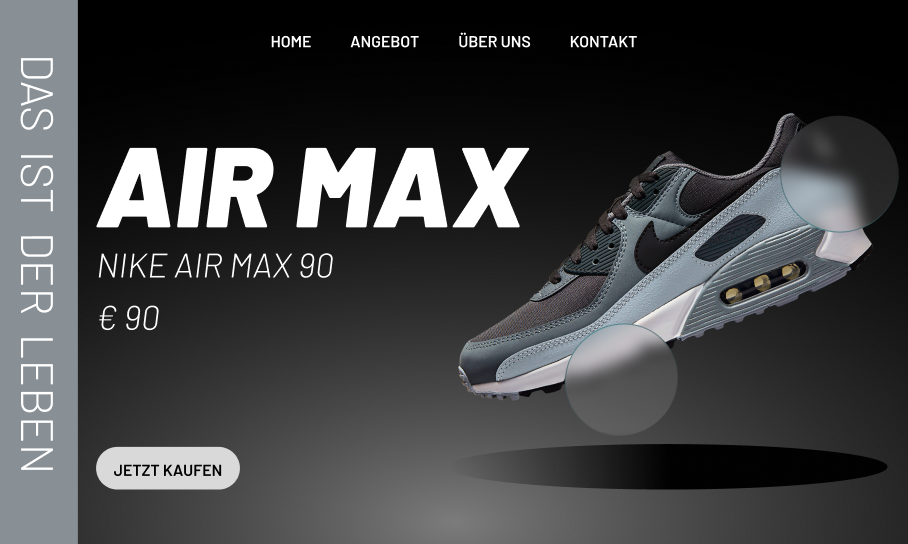 HOME ANGEBOT ÜBER UNS KONTAKT
DAS IST DER LEBEN
AIR MAX
NIKE AIR MAX 90
€ 90
JETZT KAUFEN